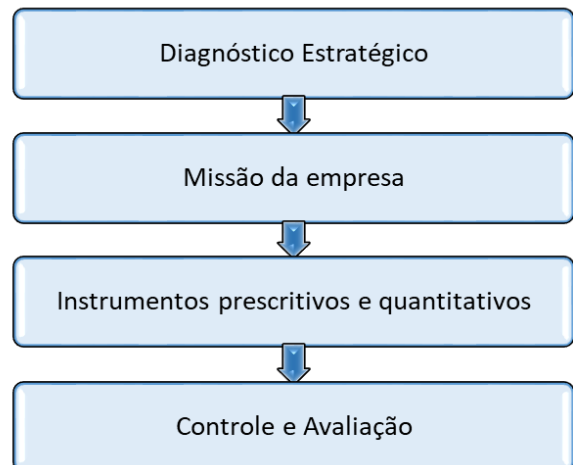 Diagnóstico Estratégico
Missão da empresa
Instrumentos prescritivos e quantitativos
Controle e Avaliação